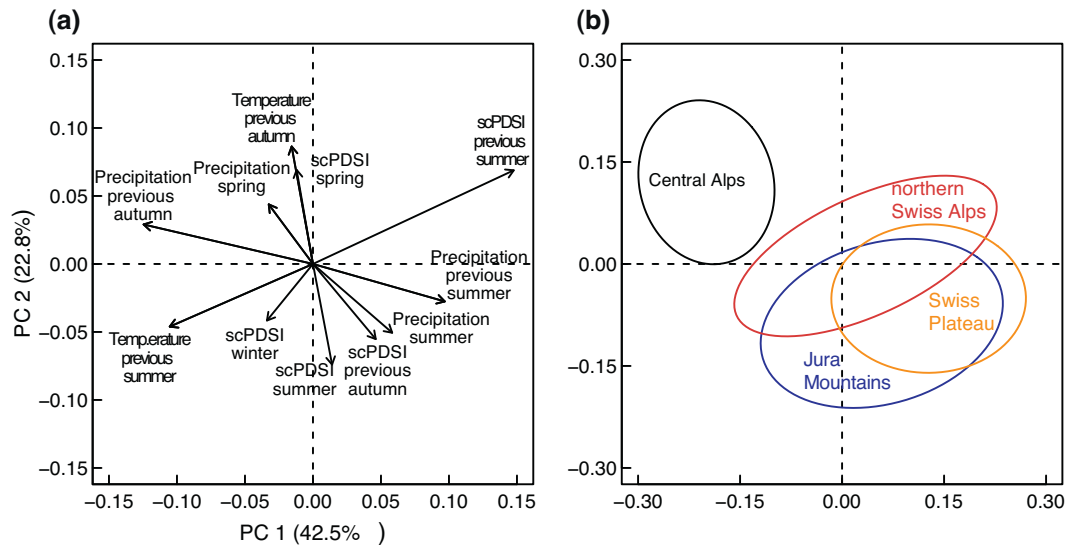 (a)
(b)
0.15
0.10
0.05
0.00
−0.05
−0.10
−0.15
PC 2 (22.8%)
Temperature
previous
autumn
scPDSI
previous
summer
scPDSI
spring
Precipitation
spring
Precipitation
previous
autumn
Precipitation
previous
summer
Precipitation
summer
Temp.erature
previous
summer
scPDSI
winter
scPDSI
summer
scPDSI
previous
autumn
−0.15
−0.10
−0.05
0.00
0.05
0.10
0.15
PC 1 (42.5% )
0.30
0.15
0.00
−0.15
−0.30
Central Alps
northern
Swiss Alps
Swiss
Plateau
Jura
Mountains
−0.30
−0.15
0.00
0.15
0.30